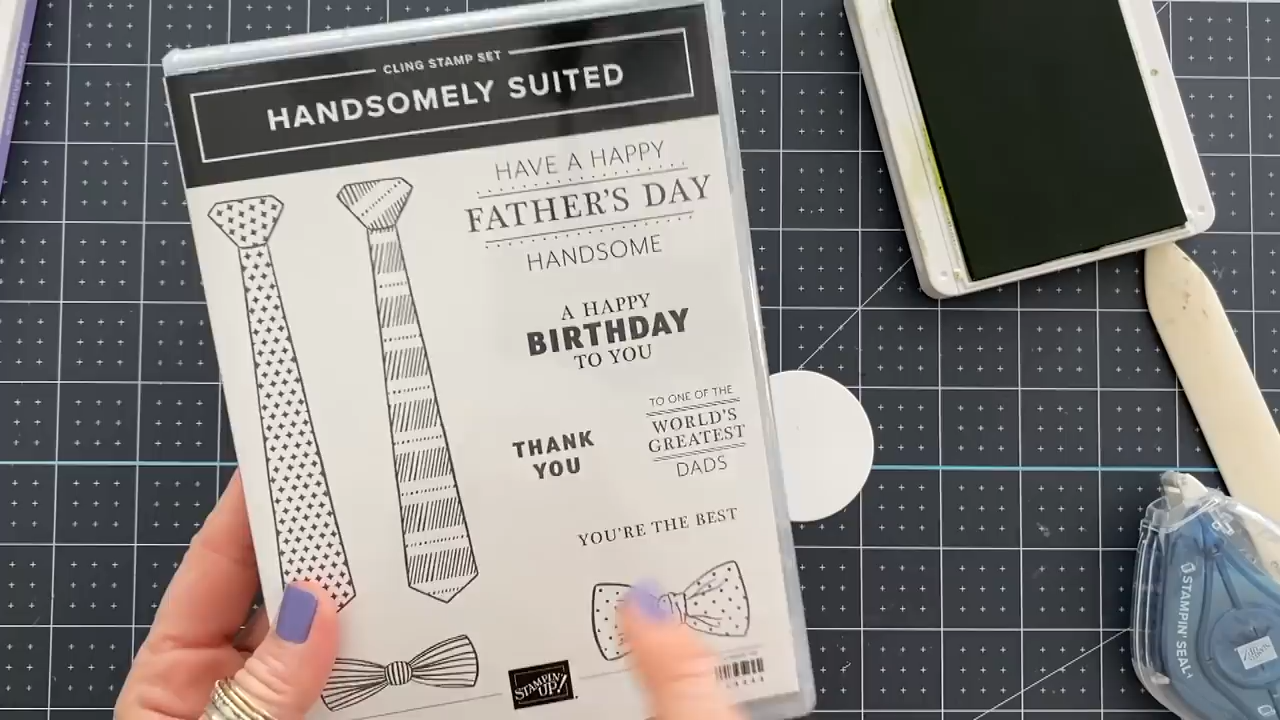 CLING STAMP SET
HANDSOMELY SUITED
HAVE A HAPPY
FATHER'S DAY
HANDSOME
A HAPPY
BIRTHDAY
TO YOU
TO ONE OF THE
WORLD'S
GREATEST
DADS
THANK
YOU
YOU'RE THE BEST
STAMPIN'
UP!
STAMPIN' SEAL